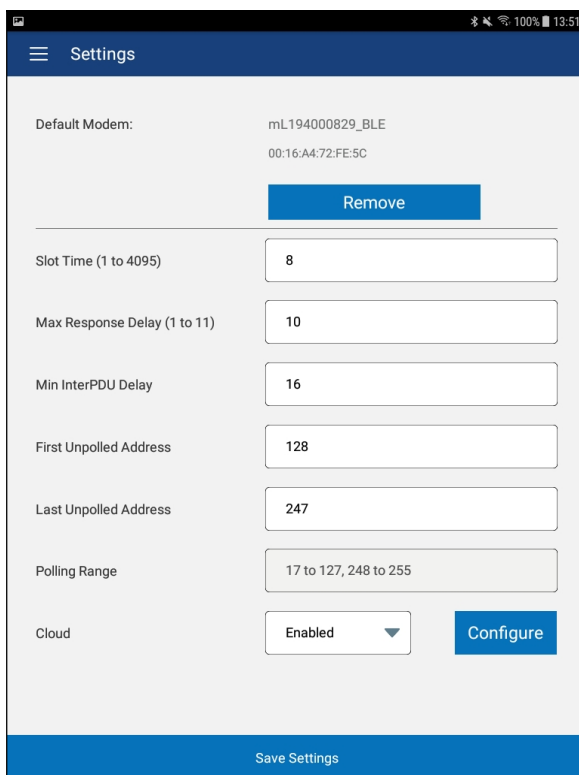 100% 13:51
Settings
Default Modem: mL194000829_BLE
00:16:A4:72:FE:5C
Remove
Slot Time (1 to 4095) 8
Max Response Delay (1 to 11) 10
Min InterPDU Delay 16
First Unpolled Address 128
Last Unpolled Address 247
Polling Range 17 to 127, 248 to 255
Cloud Enabled Configure
Save Settings